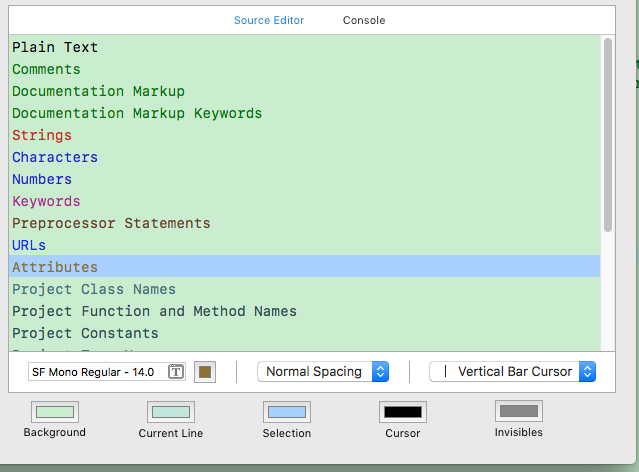 Source Editor Console
Plain Text
Comments
Documentation Markup
Documentation Markup Keywords
Strings
Characters
Numbers
Keywords
Preprocessor Statements
URLs
Attributes
Project Class Names
Project Function and Method Names
Project Constants
SF Mono Regular - 14.0 T Normal Spacing Vertical Bar Cursor
Background Current Line Selection Cursor Invisibles